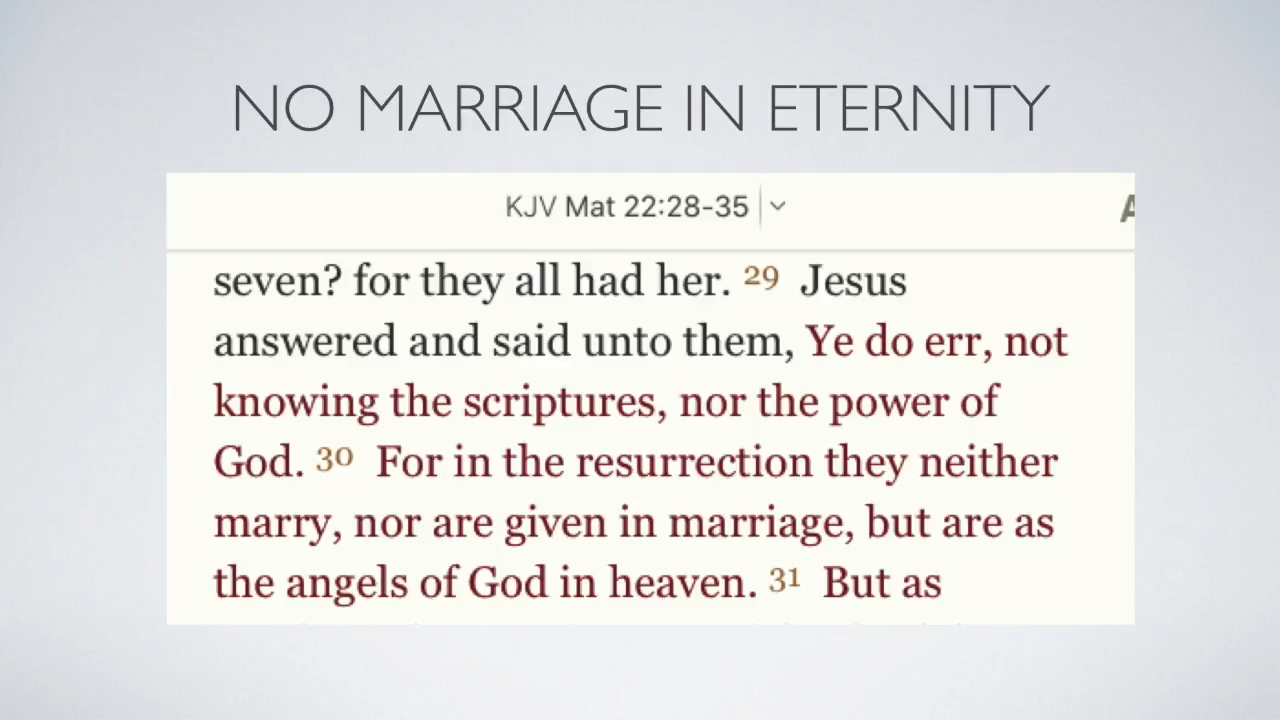 NO MARRIAGE IN ETERNITY
KJV Mat 22:28-35
A
seven? for they all had her. 29 Jesus
answered and said unto them, Ye do err, not
knowing the scriptures, nor the power of
God. 30 For in the resurrection they neither
marry, nor are given in marriage, but are as
the angels of God in heaven. 31 But as